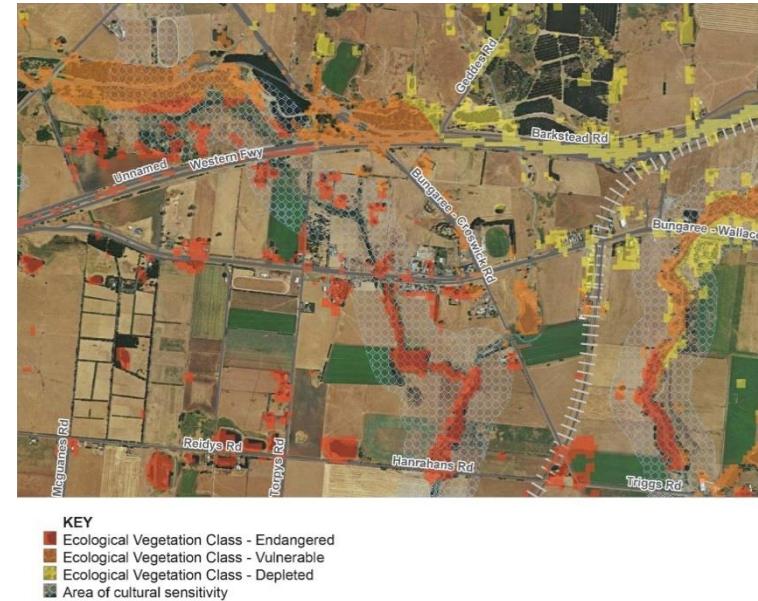 Geddes Rd
Barkstead Rd
Unnamed
Western Fwy
Bungaree - Creswick Rd
Bungaree - Wallace
Mcguanes Rd
Reidys Rd
Torpys Rd
Hanrahans Rd
Triggs Rd
KEY
Ecological Vegetation Class - Endangered
Ecological Vegetation Class - Vulnerable
Ecological Vegetation Class - Depleted
Area of cultural sensitivity